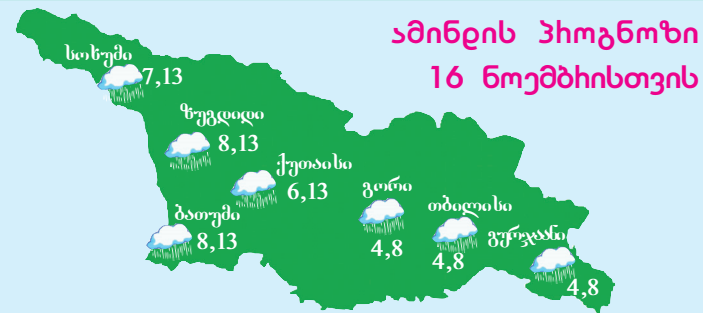 ამინდის პროგნოზი
16 ნოემბრისთვის
სოხუმი
7,13
ზუგდიდი
8,13
ქუთაისი
6,13
ბათუმი
8,13
გორი
4,8
თბილისი
4,8
გურჯაანი
4,8